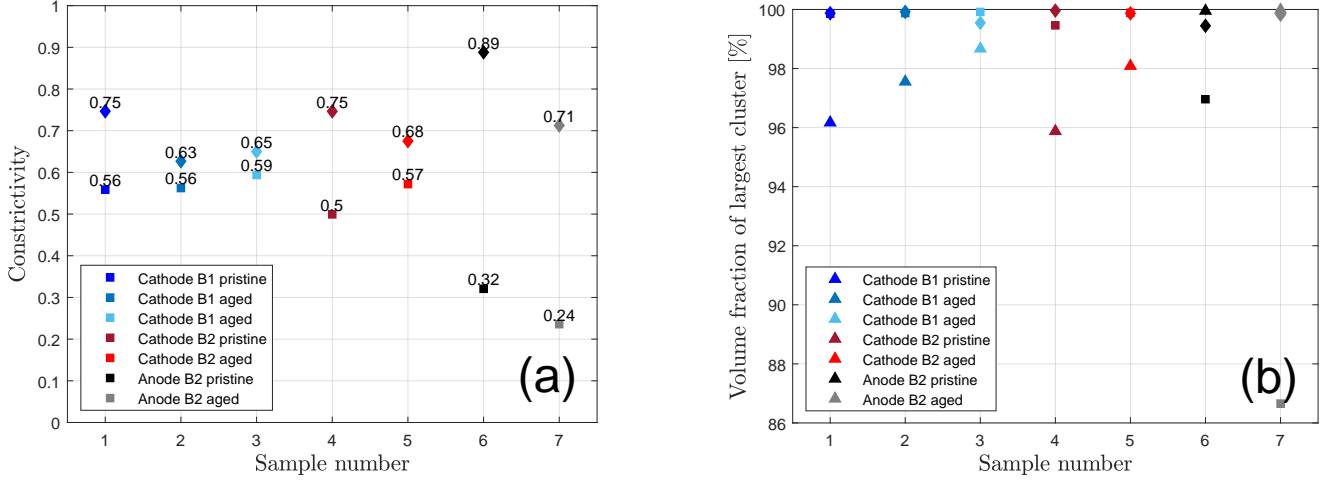 Constrictivity
1
0.9
0.8
0.7
0.6
0.5
0.4
0.3
0.2
0.1
0
0.75
0.56
0.63
0.56
0.65
0.59
0.75
0.5
0.68
0.57
0.89
0.32
0.71
0.24
Cathode B1 pristine
Cathode B1 aged
Cathode B1 aged
Cathode B2 pristine
Cathode B2 aged
Anode B2 pristine
Anode B2 aged
(a)
1 2 3 4 5 6 7
Sample number
Volume fraction of largest cluster [%]
100
98
96
94
92
90
88
86
Cathode B1 pristine
Cathode B1 aged
Cathode B1 aged
Cathode B2 pristine
Cathode B2 aged
Anode B2 pristine
Anode B2 aged
(b)
1 2 3 4 5 6 7
Sample number